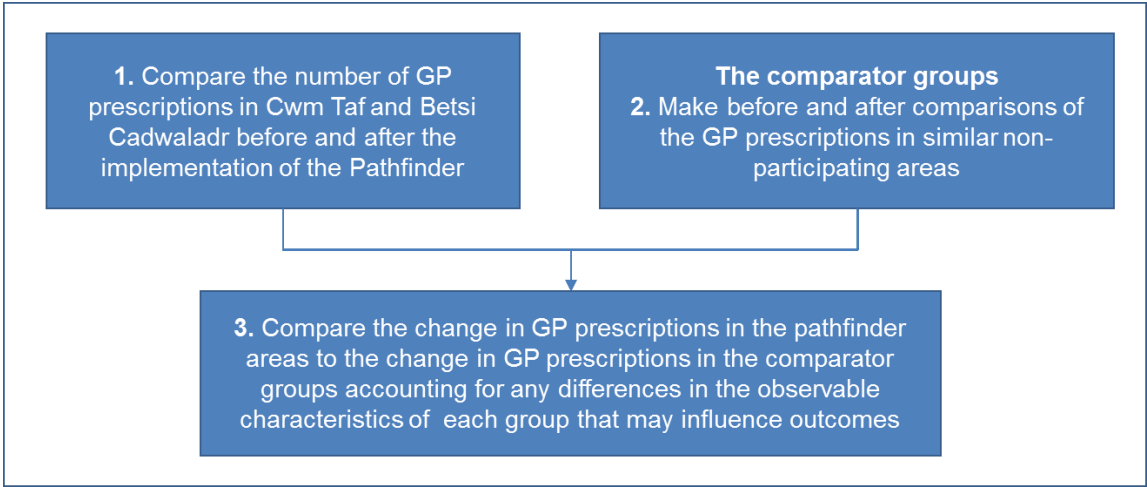 1. Compare the number of GP
prescriptions in Cwm Taf and Betsi
Cadwaladr before and after the
implementation of the Pathfinder
The comparator groups
2. Make before and after comparisons of
the GP prescriptions in similar non-
participating areas
3. Compare the change in GP prescriptions in the pathfinder
areas to the change in GP prescriptions in the comparator
groups accounting for any differences in the observable
characteristics of each group that may influence outcomes